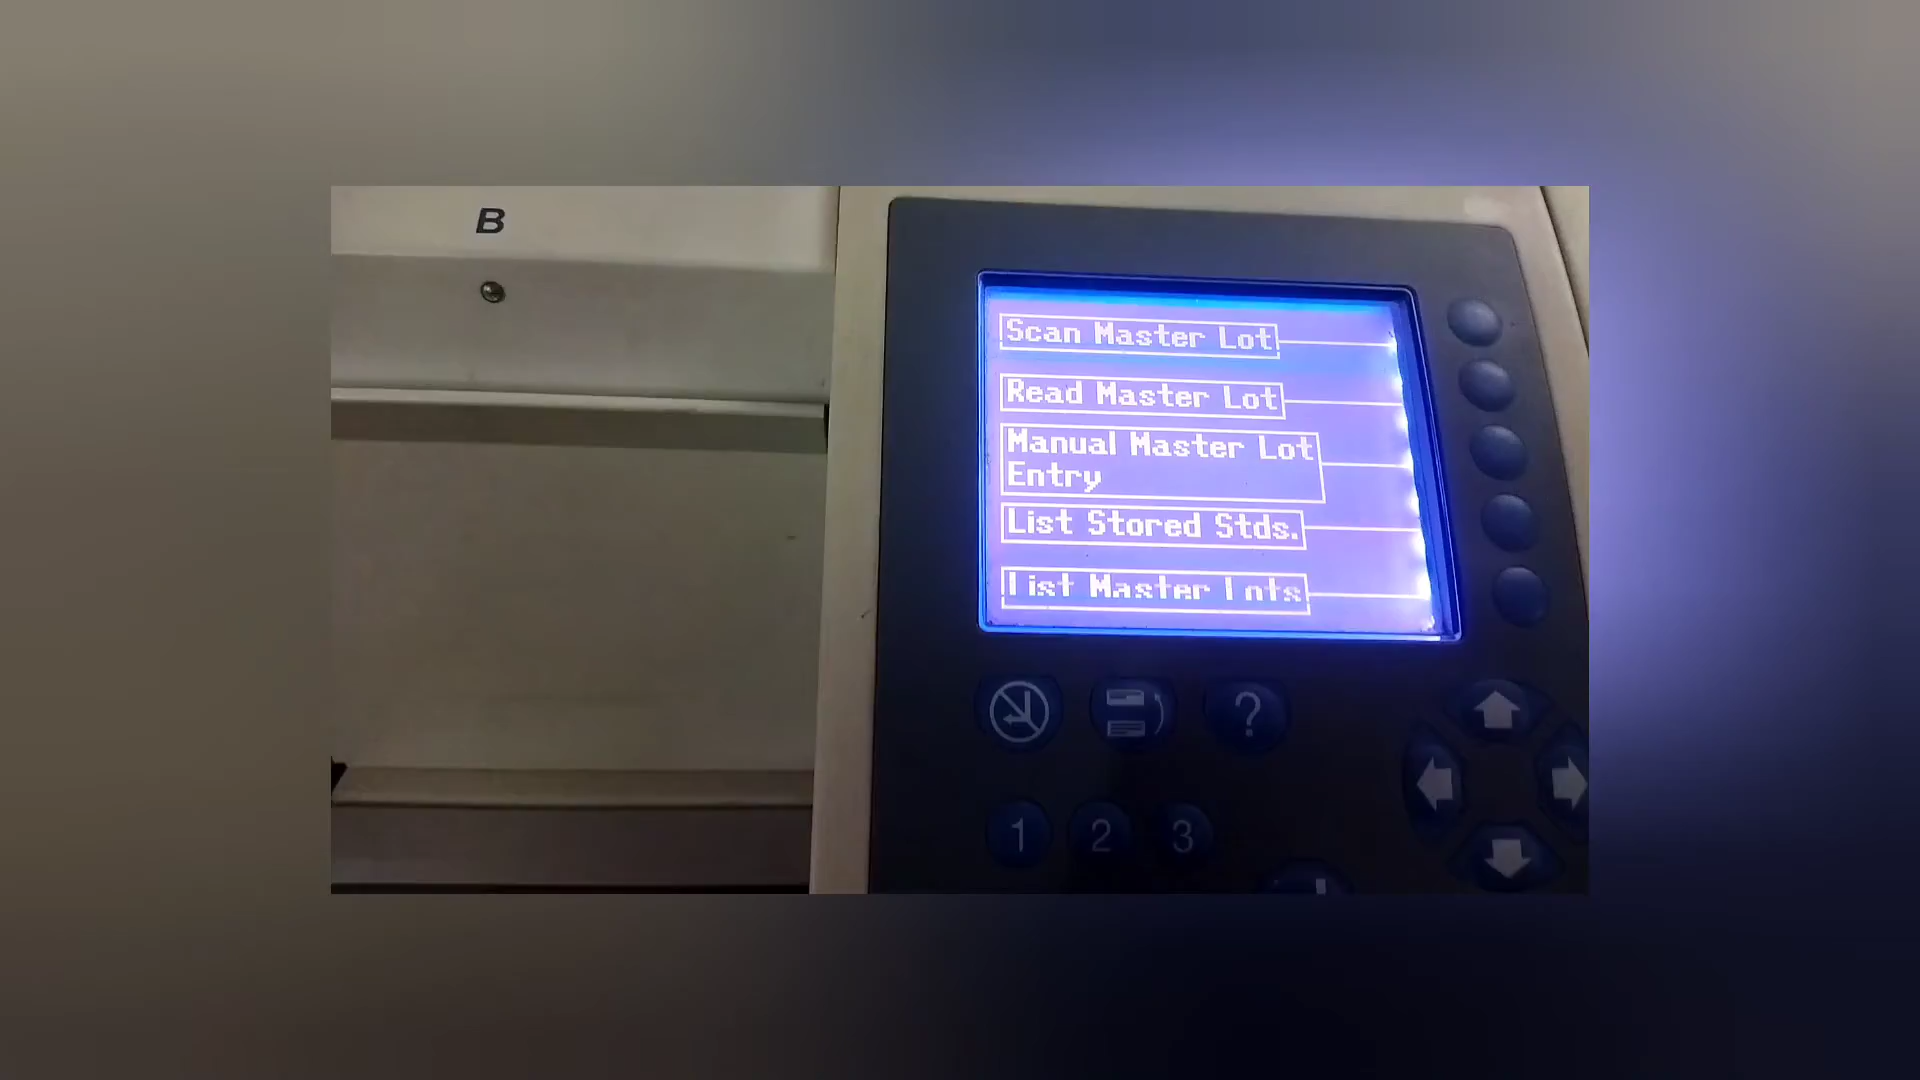 B
Scan Master Lot
Read Master Lot
Manual Master Lot
Entry
List Stored Stds.
List Master Lots
?
1 2 3